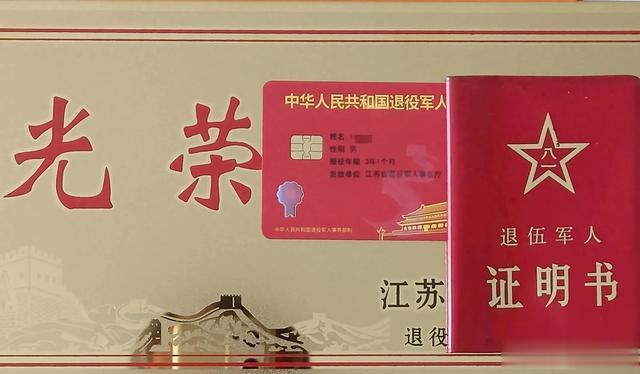 光荣
中华人民共和国退役军人
姓名
性别 男
服役年限 3年1个月
发放单位 江苏省退役军人事务厅
中华人民共和国退役军人事务部制
八一
退伍军人
证明书
江苏
退役